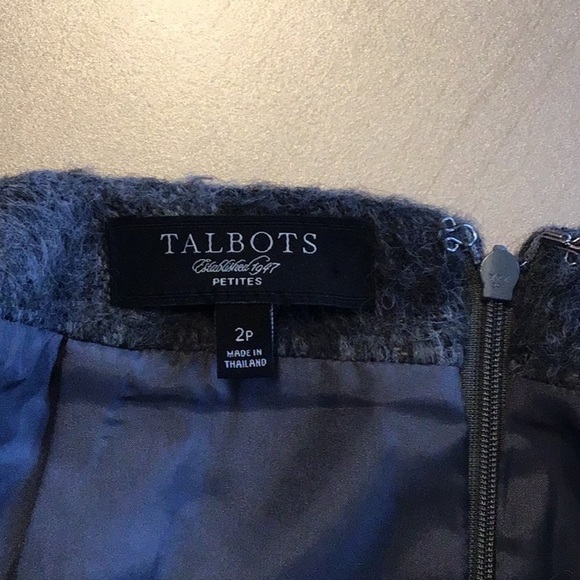 TALBOTS
Established 1947
PETITES
2P
MADE IN
THAILAND